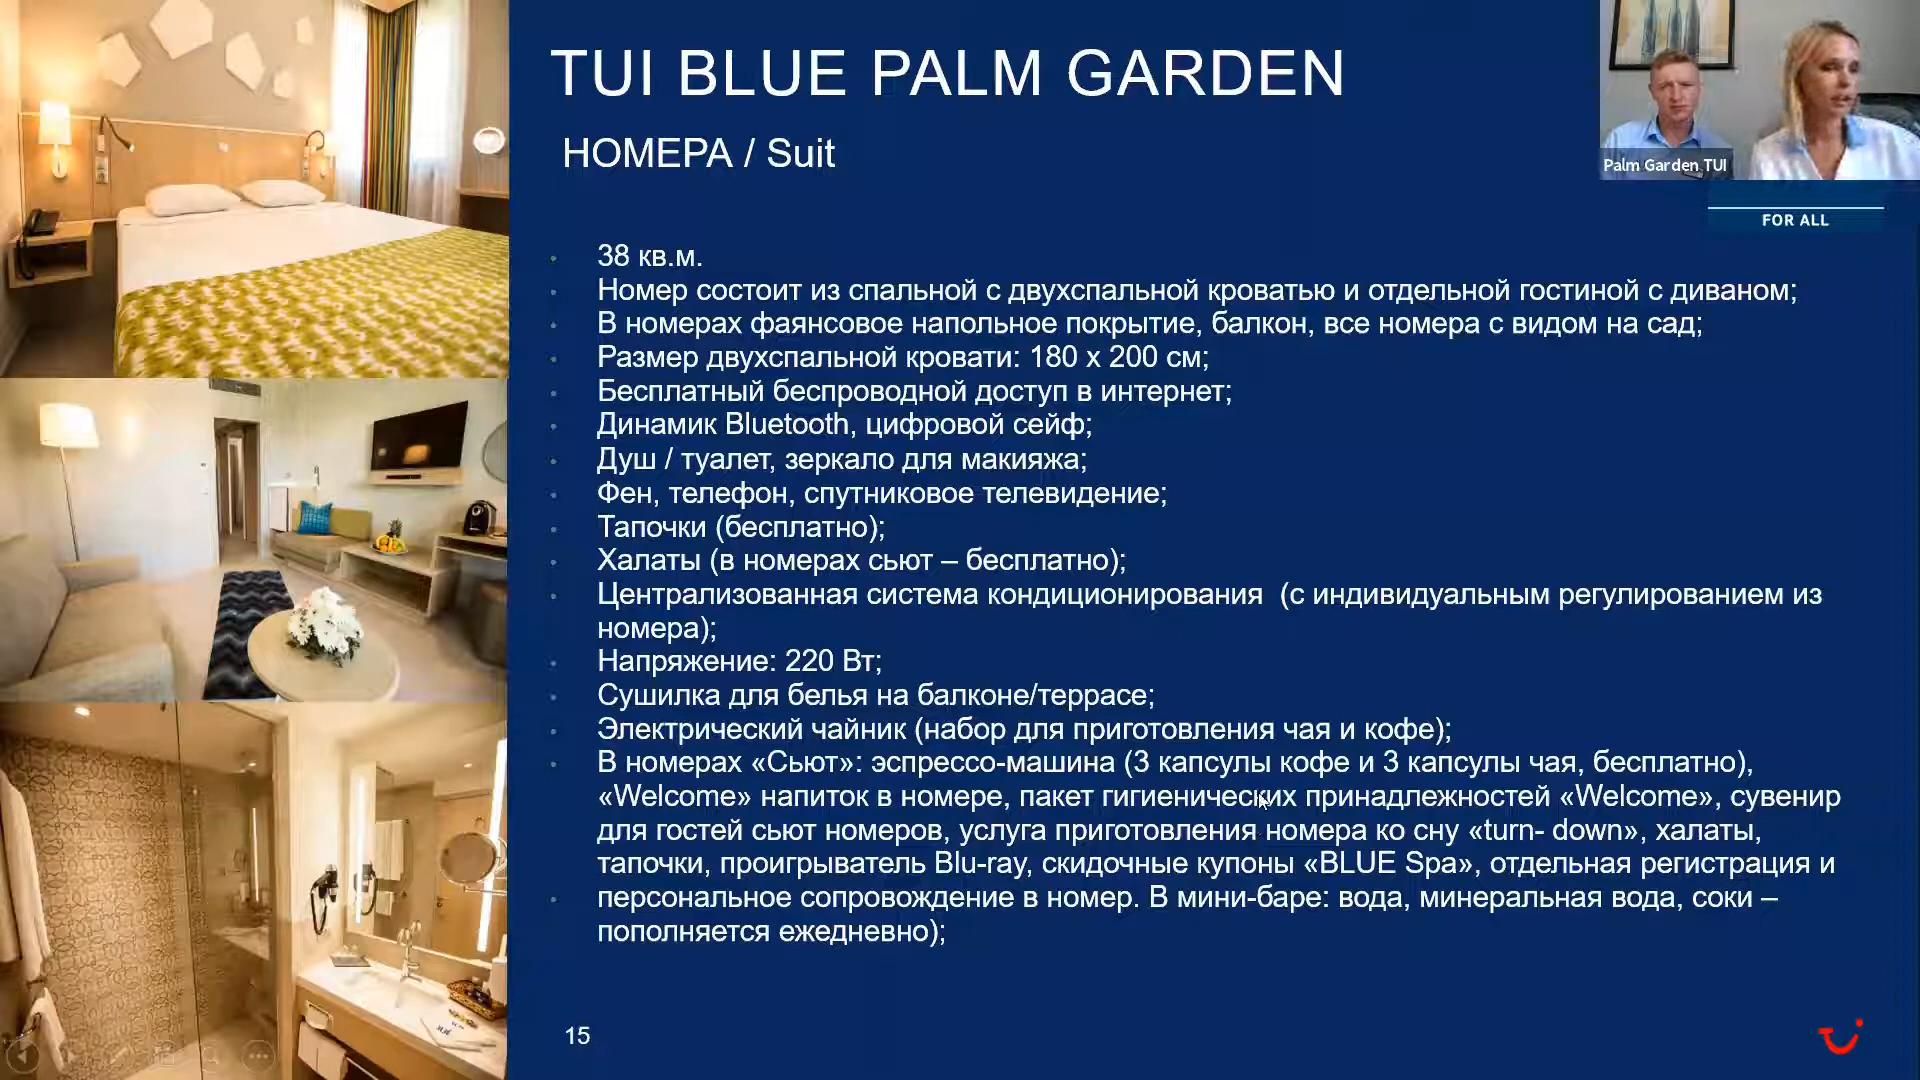 TUI BLUE PALM GARDEN
НОМЕРА / Suit
Palm Garden TUI
FOR ALL
38 кв.м.
Номер состоит из спальной с двухспальной кроватью и отдельной гостиной с диваном;
В номерах фаянсовое напольное покрытие, балкон, все номера с видом на сад;
Размер двухспальной кровати: 180 х 200 см;
Бесплатный беспроводной доступ в интернет;
Динамик Bluetooth, цифровой сейф;
Душ / туалет, зеркало для макияжа;
Фен, телефон, спутниковое телевидение;
Тапочки (бесплатно);
Халаты (в номерах сьют – бесплатно);
Централизованная система кондиционирования (с индивидуальным регулированием из
номера);
Напряжение: 220 Вт;
Сушилка для белья на балконе/террасе;
Электрический чайник (набор для приготовления чая и кофе);
В номерах «Сьют»: эспрессо-машина (3 капсулы кофе и 3 капсулы чая, бесплатно),
«Welcome» напиток в номере, пакет гигиенических принадлежностей «Welcome», сувенир
для гостей сьют номеров, услуга приготовления номера ко сну «turn- down», халаты,
тапочки, проигрыватель Blu-ray, скидочные купоны «BLUE Spa», отдельная регистрация и
персональное сопровождение в номер. В мини-баре: вода, минеральная вода, соки –
пополняется ежедневно);
15